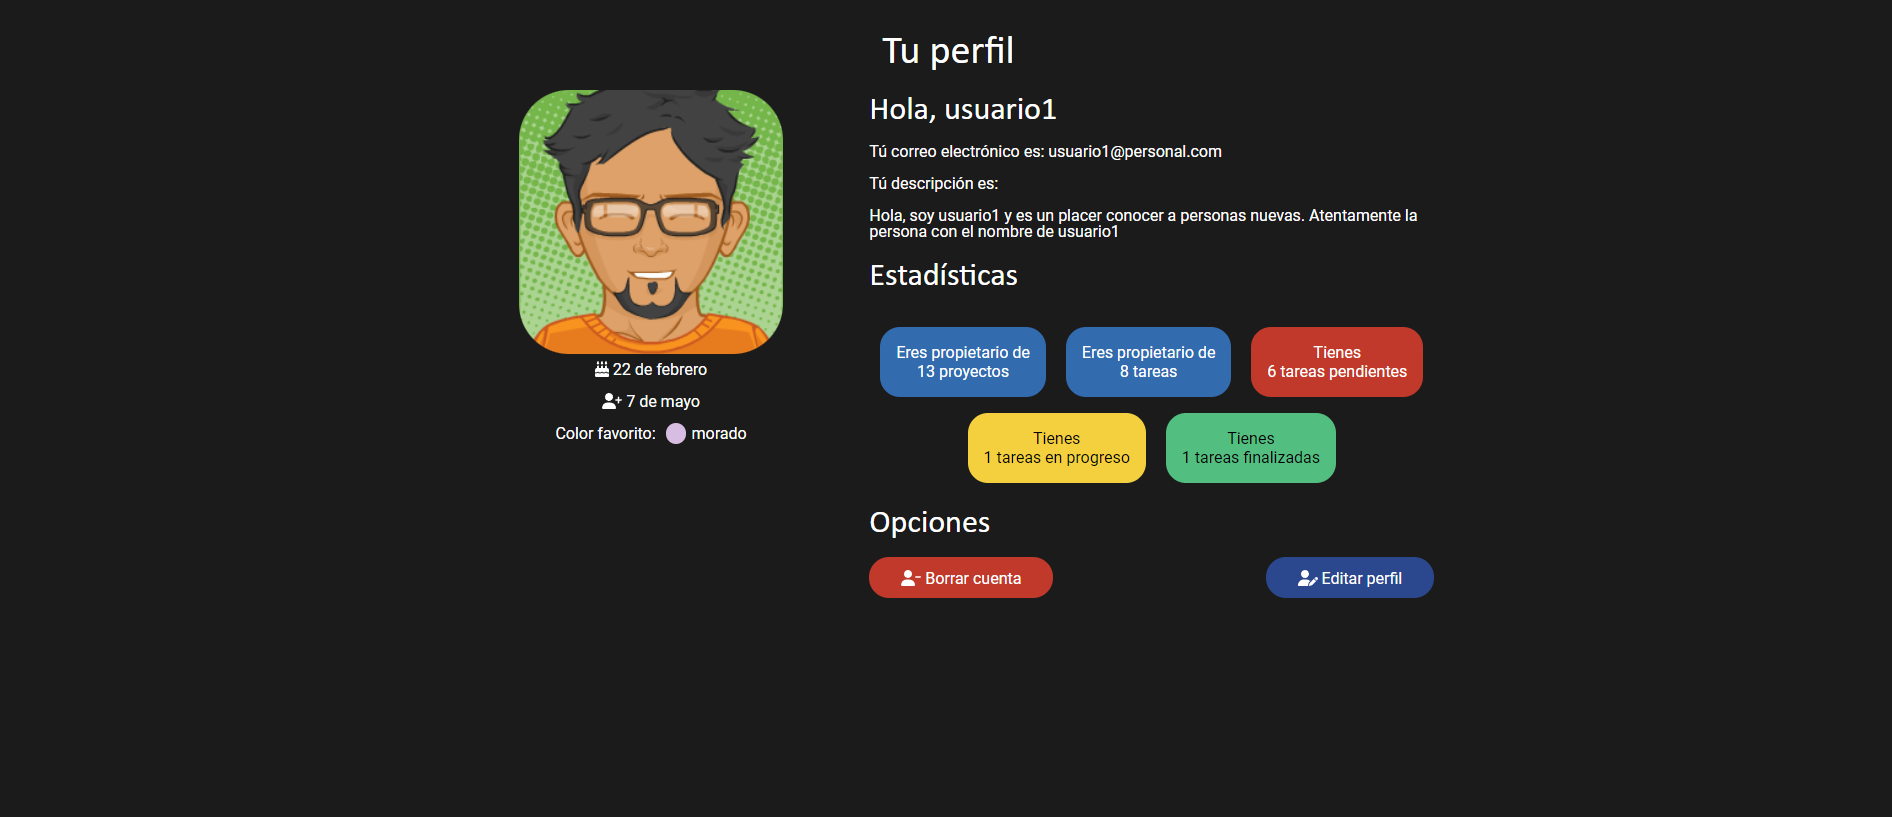 Tu perfil
22 de febrero
7 de mayo
Color favorito: morado
Hola, usuario1
Tú correo electrónico es: usuario1@personal.com
Tú descripción es:
Hola, soy usuario1 y es un placer conocer a personas nuevas. Atentamente la
persona con el nombre de usuario1
Estadísticas
Eres propietario de
13 proyectos
Eres propietario de
8 tareas
Tienes
6 tareas pendientes
Tienes
1 tareas en progreso
Tienes
1 tareas finalizadas
Opciones
Borrar cuenta
Editar perfil